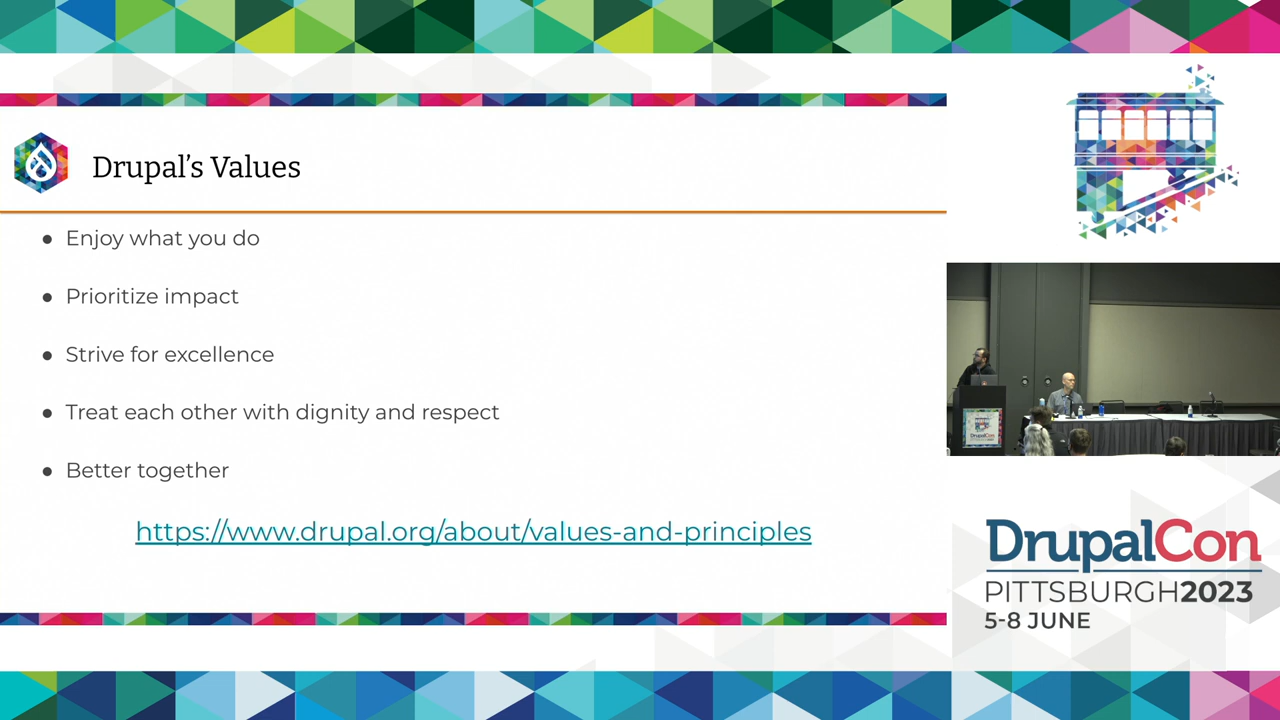 Drupal’s Values
● Enjoy what you do
● Prioritize impact
● Strive for excellence
● Treat each other with dignity and respect
● Better together
https://www.drupal.org/about/values-and-principles
DrupalCon
DrupalCon
PITTSBURGH2023
5-8 JUNE